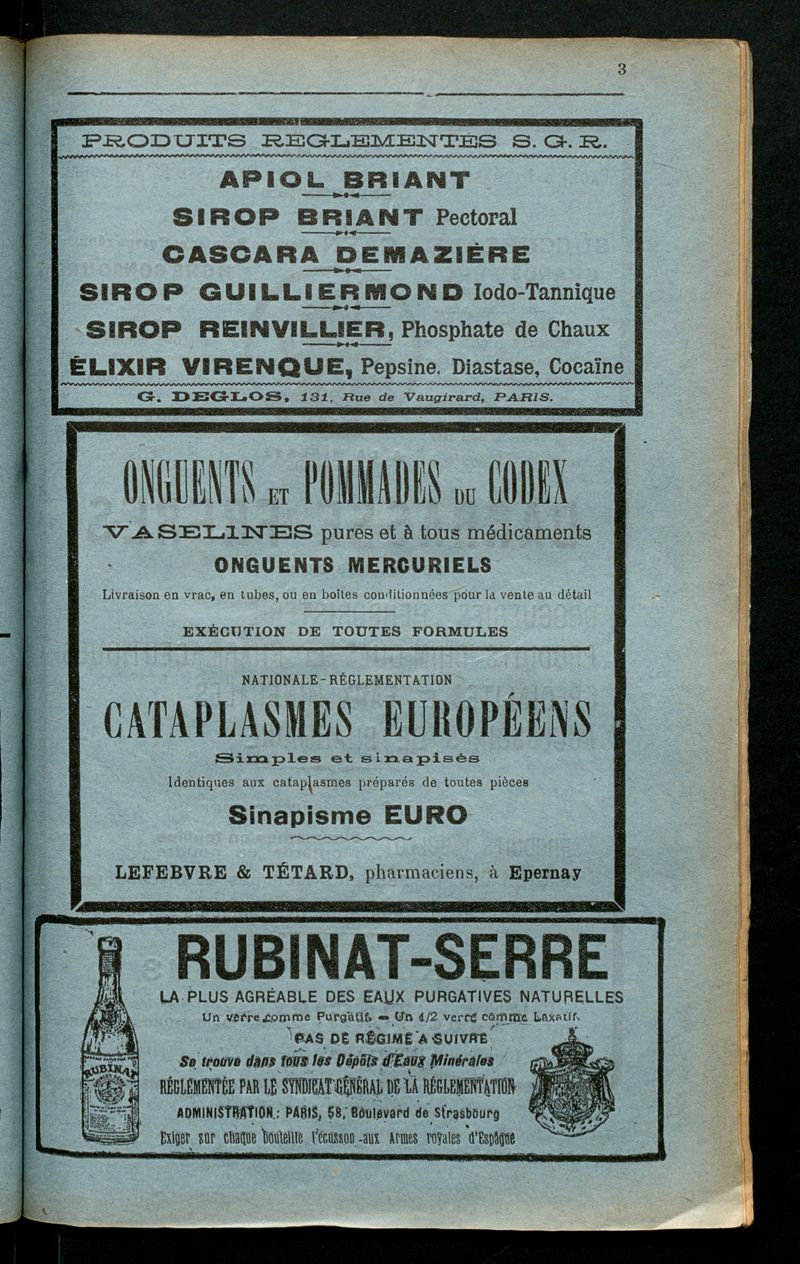 3
PRODUITS RÉGLEMENTÉS S. G. R.
APIOL BRIANT
SIROP BRIANT Pectoral
CASCARA DEMAZIÈRE
SIROP GUILLIERMOND Iodo-Tannique
SIROP REINVILLIER, Phosphate de Chaux
ÉLIXIR VIRENQUE, Pepsine. Diastase, Cocaïne
G. DEGLOS, 131, Rue de Vaugirard, PARIS.
ONGUENTS ET POMMADES DU CODEX
VASELINES pures et à tous médicaments
ONGUENTS MERCURIELS
Livraison en vrac, en tubes, ou en boîtes conditionnées pour la vente au détail
EXÉCUTION DE TOUTES FORMULES
NATIONALE-RÉGLEMENTATION
CATAPLASMES EUROPÉENS
Simples et sinapisés
Identiques aux cataplasmes préparés de toutes pièces
Sinapisme EURO
LEFEBVRE & TÉTARD, pharmaciens, à Epernay
RUBINAT-SERRE
LA PLUS AGRÉABLE DES EAUX PURGATIVES NATURELLES
Un verre comme Purgatif. — Un 1/2 verre comme Laxatif.
PAS DE RÉGIME A SUIVRE
Se trouve dans tous les Dépôts d'Eaux Minérales
RÉGLEMENTÉE PAR LE SYNDICAT GÉNÉRAL DE LA RÉGLEMENTATION
ADMINISTRATION : PARIS, 58, Boulevard de Strasbourg
Exiger sur chaque bouteille l'écusson aux Armes royales d'Espagne
RUBINAT